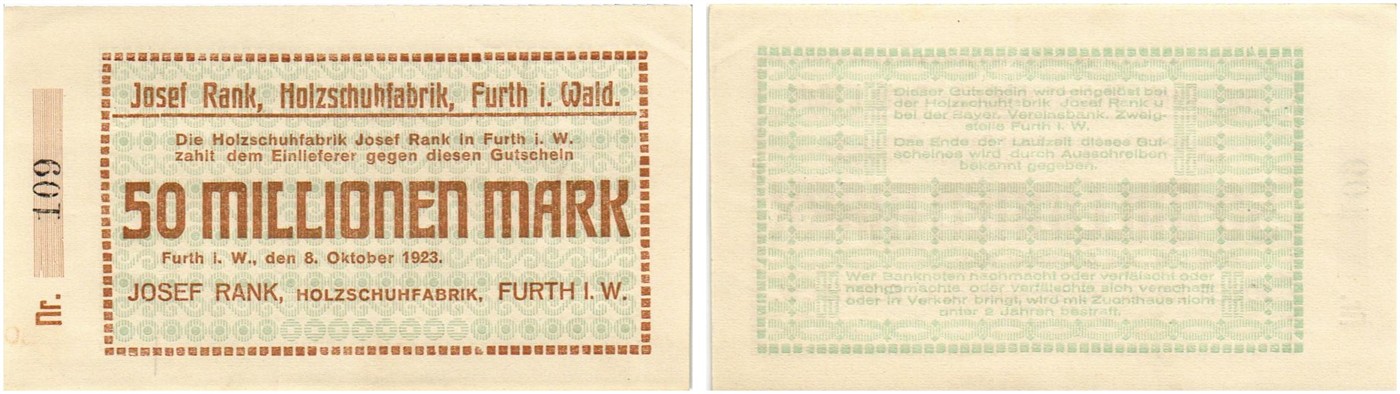 Josef Rank, Holzschuhfabrik, Furth i. Wald.
Die Holzschuhfabrik Josef Rank in Furth i. W.
zahlt dem Einlieferer gegen diesen Gutschein
50 MILLIONEN MARK
Furth i. W., den 8. Oktober 1923.
JOSEF RANK, HOLZSCHUHFABRIK, FURTH I. W.
Nr. 109
Dieser Gutschein wird eingelöst bei
der Holzschuhfabrik Josef Rank u.
bei der Bayer. Vereinsbank, Zweig-
stelle Furth i. W.
Das Ende der Laufzeit dieses Gut-
scheines wird durch Ausschreiben
bekannt gegeben.
Wer Banknoten nachmacht oder verfälscht oder
nachgemachte oder verfälschte sich verschafft
oder in Verkehr bringt, wird mit Zuchthaus nicht
unter 2 Jahren bestraft.